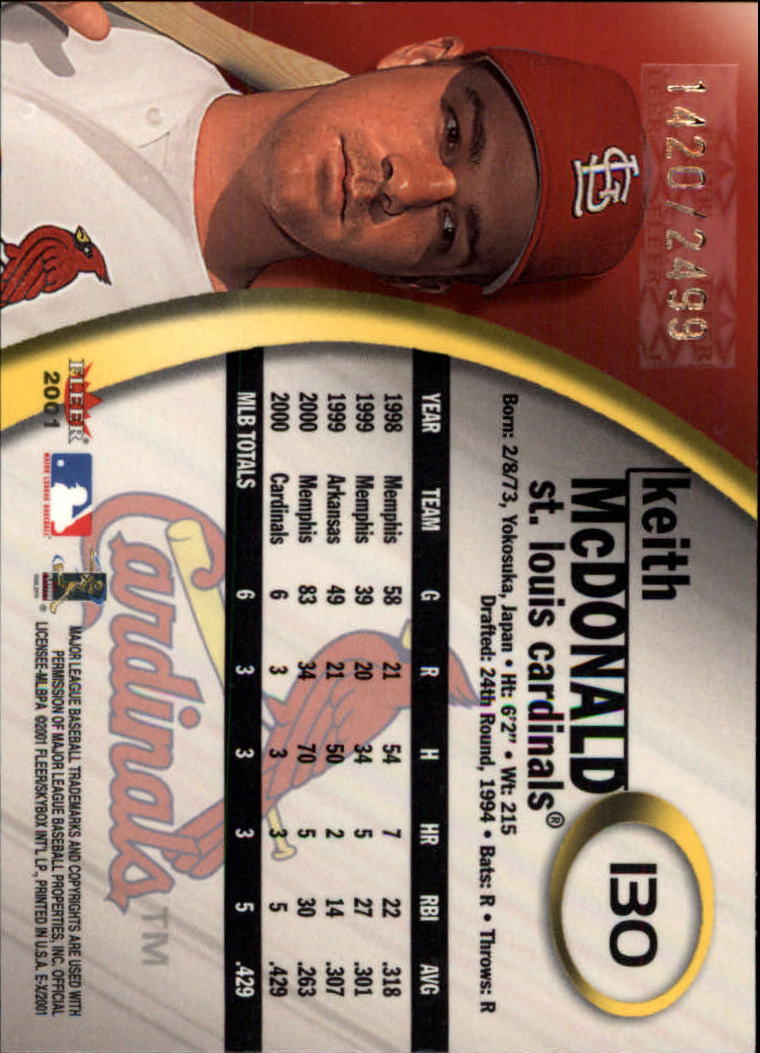 1420/2499
130
keith
McDONALD
st. louis cardinals®
Born: 2/8/73, Yokosuka, Japan • Ht: 6'2" • Wt: 215
Drafted: 24th Round, 1994 • Bats: R • Throws: R
YEAR TEAM G R H HR RBI AVG
1998 Memphis 58 21 54 7 22 .318
1999 Memphis 39 20 34 5 27 .301
1999 Arkansas 49 21 50 2 14 .307
2000 Memphis 83 34 70 5 30 .263
2000 Cardinals 6 3 3 3 5 .429
MLB TOTALS 6 3 3 3 5 .429
Cardinals™
FLEER®
2001
MAJOR LEAGUE BASEBALL TRADEMARKS AND COPYRIGHTS ARE USED WITH
PERMISSION OF MAJOR LEAGUE BASEBALL PROPERTIES, INC. OFFICIAL
LICENSEE-MLBPA ©2001 FLEER/SKYBOX INT'L LP., PRINTED IN U.S.A. E-X/2001